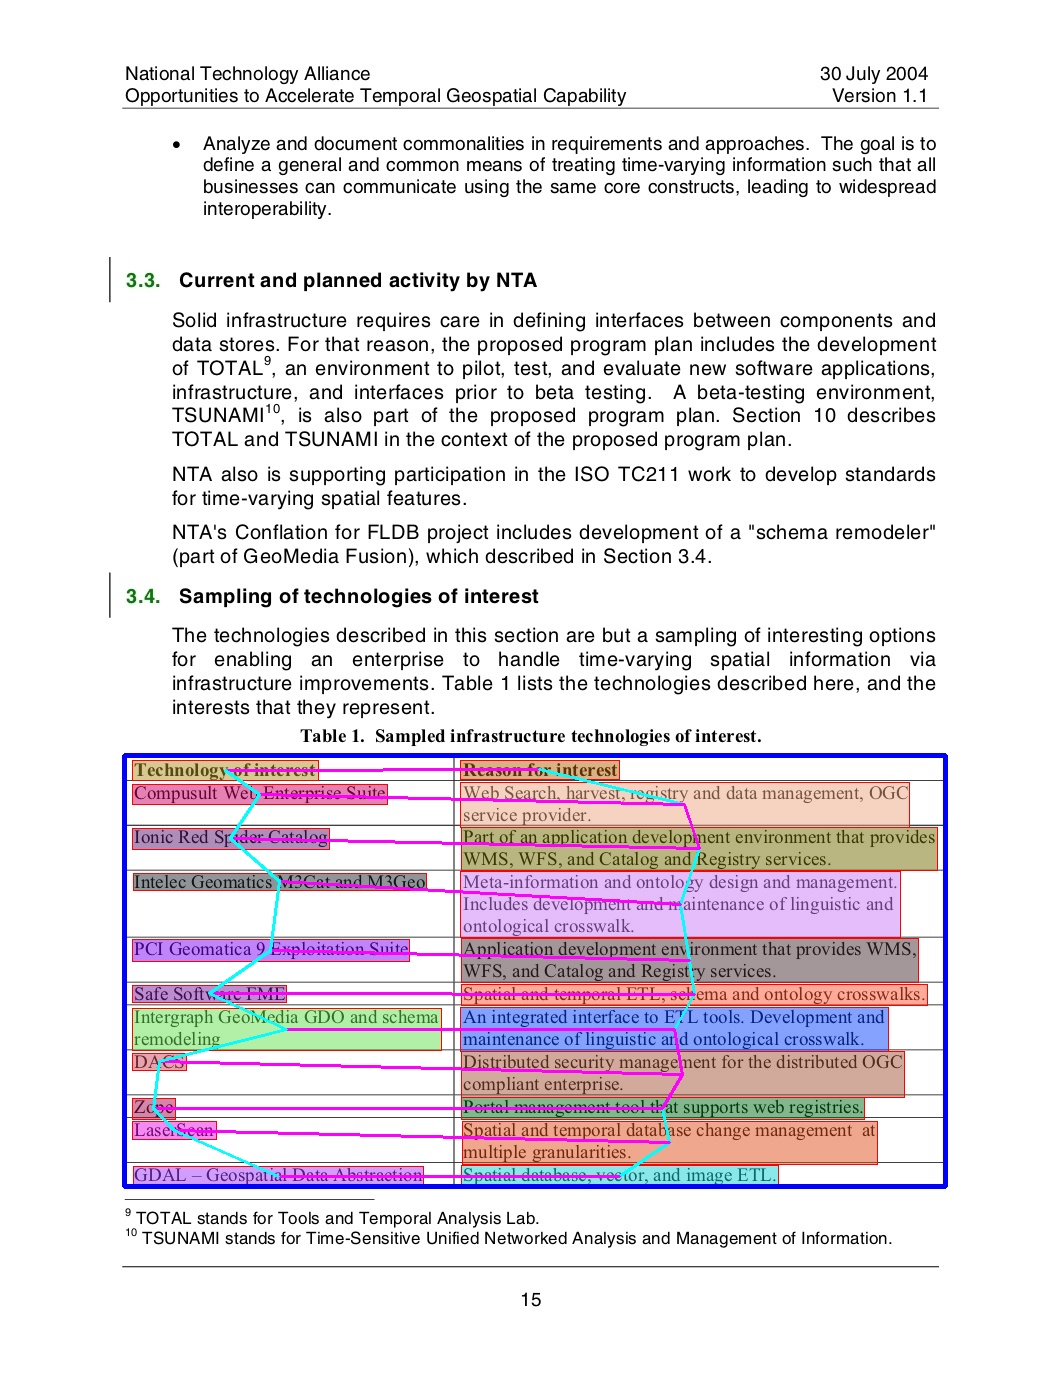 National Technology Alliance 30 July 2004
Opportunities to Accelerate Temporal Geospatial Capability Version 1.1
• Analyze and document commonalities in requirements and approaches. The goal is to
define a general and common means of treating time-varying information such that all
businesses can communicate using the same core constructs, leading to widespread
interoperability.
3.3. Current and planned activity by NTA
Solid infrastructure requires care in defining interfaces between components and
data stores. For that reason, the proposed program plan includes the development
of TOTAL9, an environment to pilot, test, and evaluate new software applications,
infrastructure, and interfaces prior to beta testing. A beta-testing environment,
TSUNAMI10, is also part of the proposed program plan. Section 10 describes
TOTAL and TSUNAMI in the context of the proposed program plan.
NTA also is supporting participation in the ISO TC211 work to develop standards
for time-varying spatial features.
NTA's Conflation for FLDB project includes development of a "schema remodeler"
(part of GeoMedia Fusion), which described in Section 3.4.
3.4. Sampling of technologies of interest
The technologies described in this section are but a sampling of interesting options
for enabling an enterprise to handle time-varying spatial information via
infrastructure improvements. Table 1 lists the technologies described here, and the
interests that they represent.
Table 1. Sampled infrastructure technologies of interest.
Technology of interest Reason for interest
Compusult Web Enterprise Suite Web Search, harvest, registry and data management, OGC
service provider.
Ionic Red Spider Catalog Part of an application development environment that provides
WMS, WFS, and Catalog and Registry services.
Intelec Geomatics M3Cat and M3Geo Meta-information and ontology design and management.
Includes development and maintenance of linguistic and
ontological crosswalk.
PCI Geomatica 9 Exploitation Suite Application development environment that provides WMS,
WFS, and Catalog and Registry services.
Safe Software FME Spatial and temporal ETL, schema and ontology crosswalks.
Intergraph GeoMedia GDO and schema An integrated interface to ETL tools. Development and
remodeling maintenance of linguistic and ontological crosswalk.
DACS Distributed security management for the distributed OGC
compliant enterprise.
Zope Portal management tool that supports web registries.
LaserScan Spatial and temporal database change management at
multiple granularities.
GDAL – Geospatial Data Abstraction Spatial database, vector, and image ETL.
9 TOTAL stands for Tools and Temporal Analysis Lab.
10 TSUNAMI stands for Time-Sensitive Unified Networked Analysis and Management of Information.
15